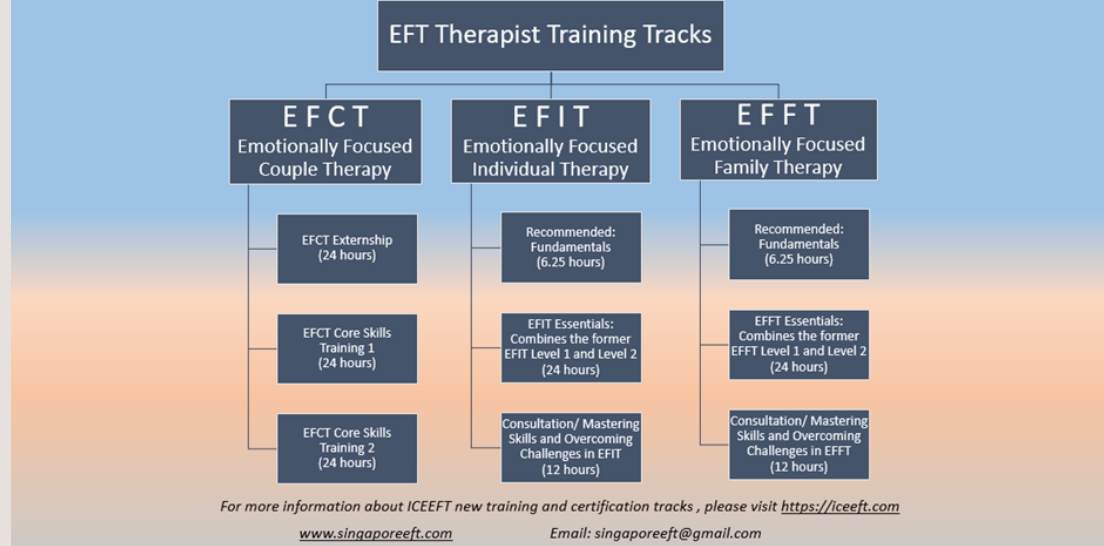 EFT Therapist Training Tracks
E F C T
Emotionally Focused
Couple Therapy
EFCT Externship
(24 hours)
EFCT Core Skills
Training 1
(24 hours)
EFCT Core Skills
Training 2
(24 hours)
E F I T
Emotionally Focused
Individual Therapy
Recommended:
Fundamentals
(6.25 hours)
EFIT Essentials:
Combines the former
EFIT Level 1 and Level 2
(24 hours)
Consultation/ Mastering
Skills and Overcoming
Challenges in EFIT
(12 hours)
E F F T
Emotionally Focused
Family Therapy
Recommended:
Fundamentals
(6.25 hours)
EFFT Essentials:
Combines the former
EFFT Level 1 and Level 2
(24 hours)
Consultation/ Mastering
Skills and Overcoming
Challenges in EFFT
(12 hours)
For more information about ICEEFT new training and certification tracks , please visit https://iceeft.com
www.singaporeeft.com Email: singaporeeft@gmail.com